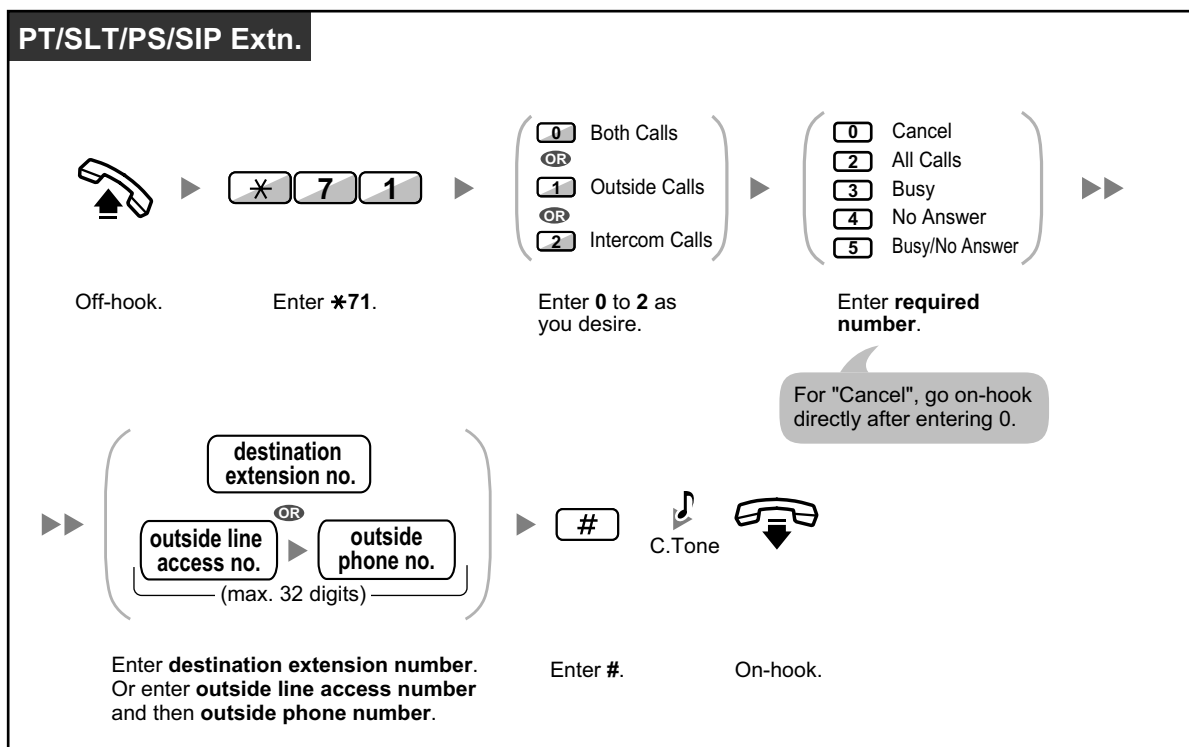 PT/SLT/PS/SIP Extn.
0 Both Calls
OR
1 Outside Calls
OR
2 Intercom Calls
0 Cancel
2 All Calls
3 Busy
4 No Answer
5 Busy/No Answer
✳ 7 1
Off-hook.
Enter ✳71.
Enter 0 to 2 as
you desire.
Enter required
number.
For "Cancel", go on-hook
directly after entering 0.
destination
extension no.
OR
outside line
access no.
outside
phone no.
(max. 32 digits)
#
C.Tone
Enter destination extension number.
Or enter outside line access number
and then outside phone number.
Enter #.
On-hook.